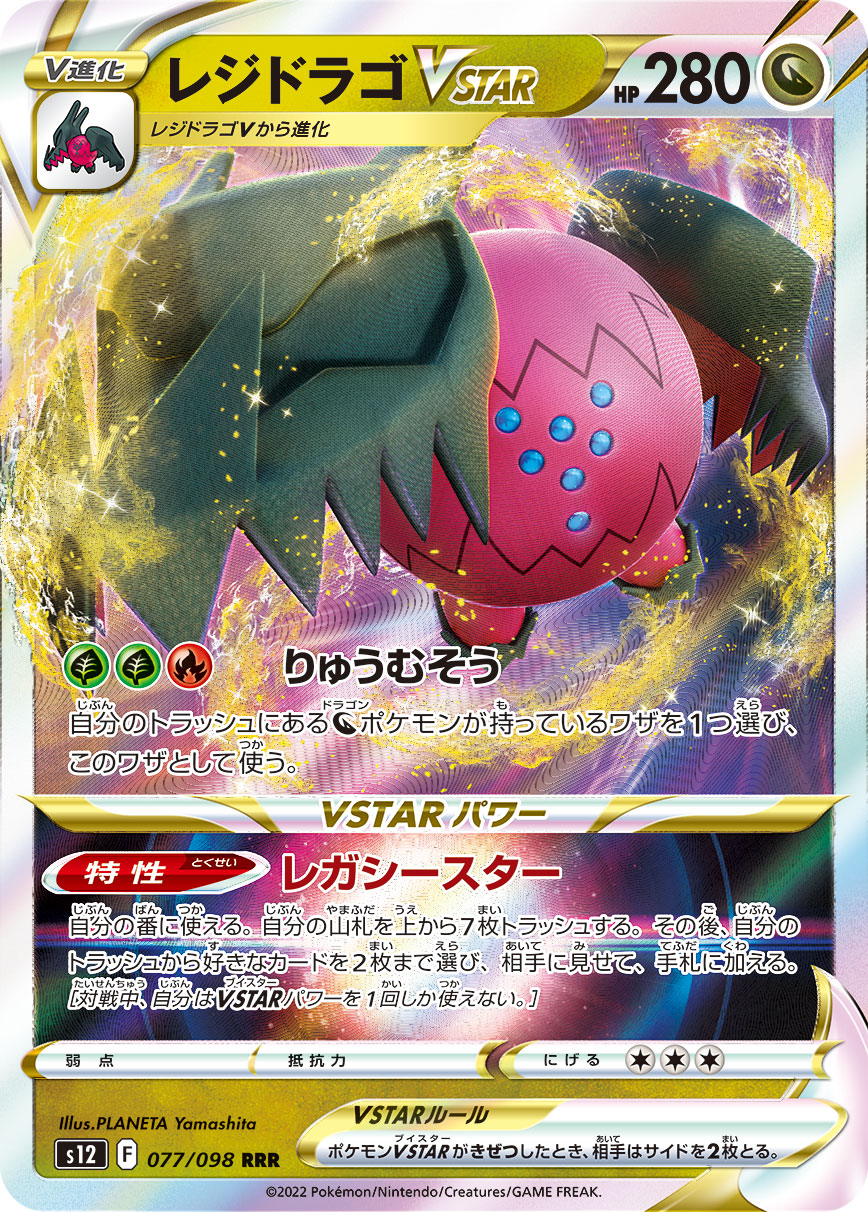 V進化
レジドラゴVSTAR
HP 280
レジドラゴVから進化
りゅうむそう
自分のトラッシュにあるポケモンが持っているワザを1つ選び、
このワザとして使う。
VSTARパワー
特性 レガシースター
自分の番に使える。自分の山札を上から7枚トラッシュする。その後、自分の
トラッシュから好きなカードを2枚まで選び、相手に見せて、手札に加える。
[対戦中、自分はVSTARパワーを1回しか使えない。]
弱点 抵抗力 にげる
Illus.PLANETA Yamashita
VSTARルール
ポケモンVSTARがきぜつしたとき、相手はサイドを2枚とる。
s12 F 077/098 RRR
©2022 Pokémon/Nintendo/Creatures/GAME FREAK.